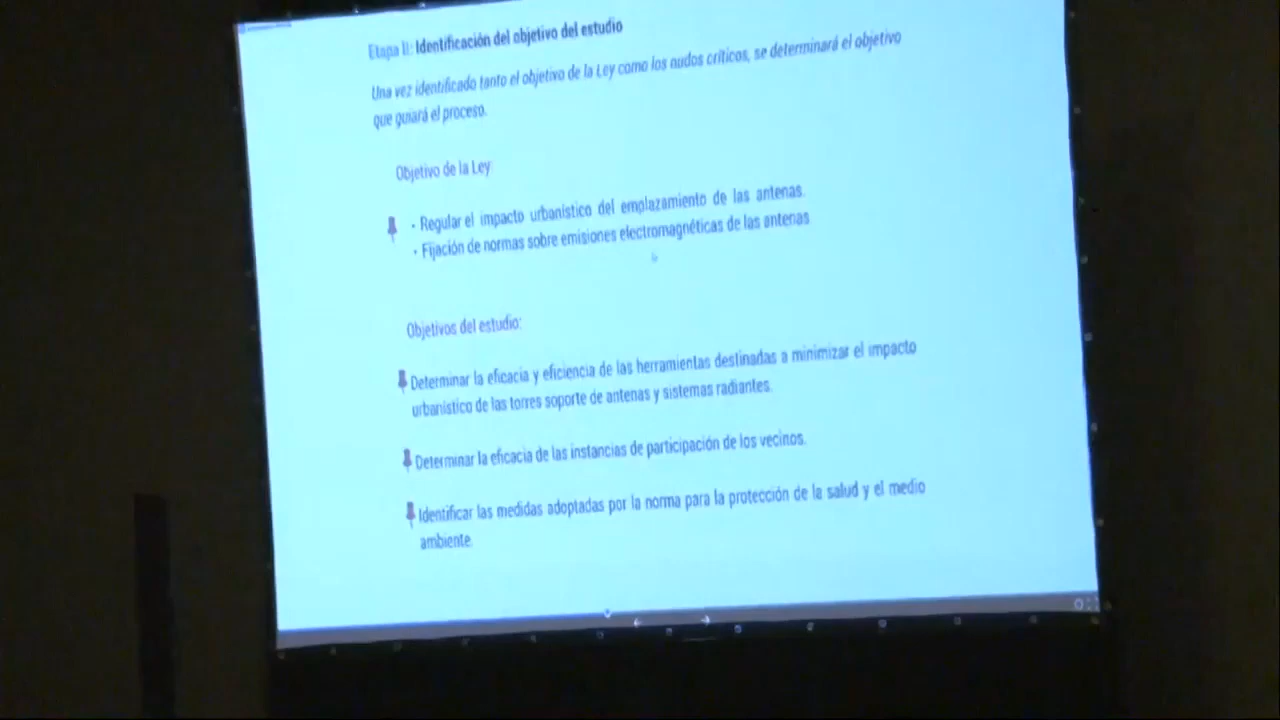 Etapa II: Identificación del objetivo del estudio
Una vez identificado tanto el objetivo de la Ley como los nudos críticos, se determinará el objetivo
que guiará el proceso.
Objetivo de la Ley
• Regular el impacto urbanístico del emplazamiento de las antenas.
• Fijación de normas sobre emisiones electromagnéticas de las antenas
Objetivos del estudio:
Determinar la eficacia y eficiencia de las herramientas destinadas a minimizar el impacto
urbanístico de las torres soporte de antenas y sistemas radiantes.
Determinar la eficacia de las instancias de participación de los vecinos.
Identificar las medidas adoptadas por la norma para la protección de la salud y el medio
ambiente.